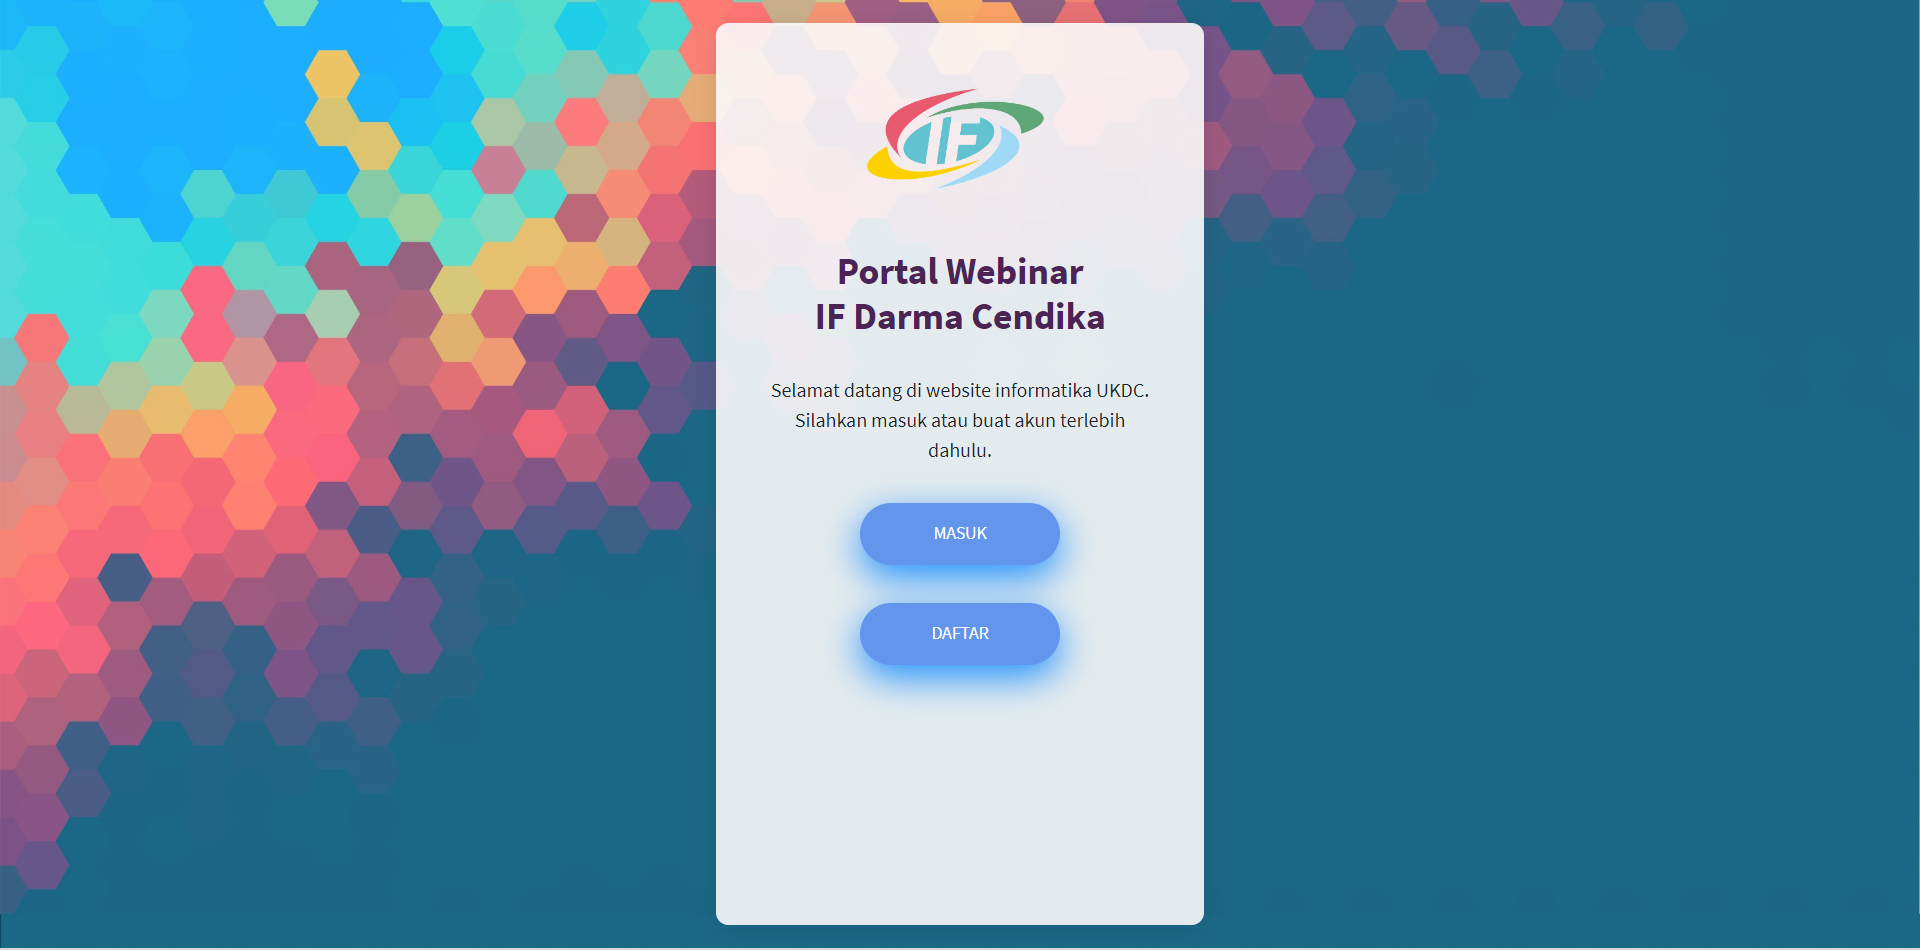 IF
Portal Webinar
IF Darma Cendika
Selamat datang di website informatika UKDC.
Silahkan masuk atau buat akun terlebih
dahulu.
MASUK
DAFTAR